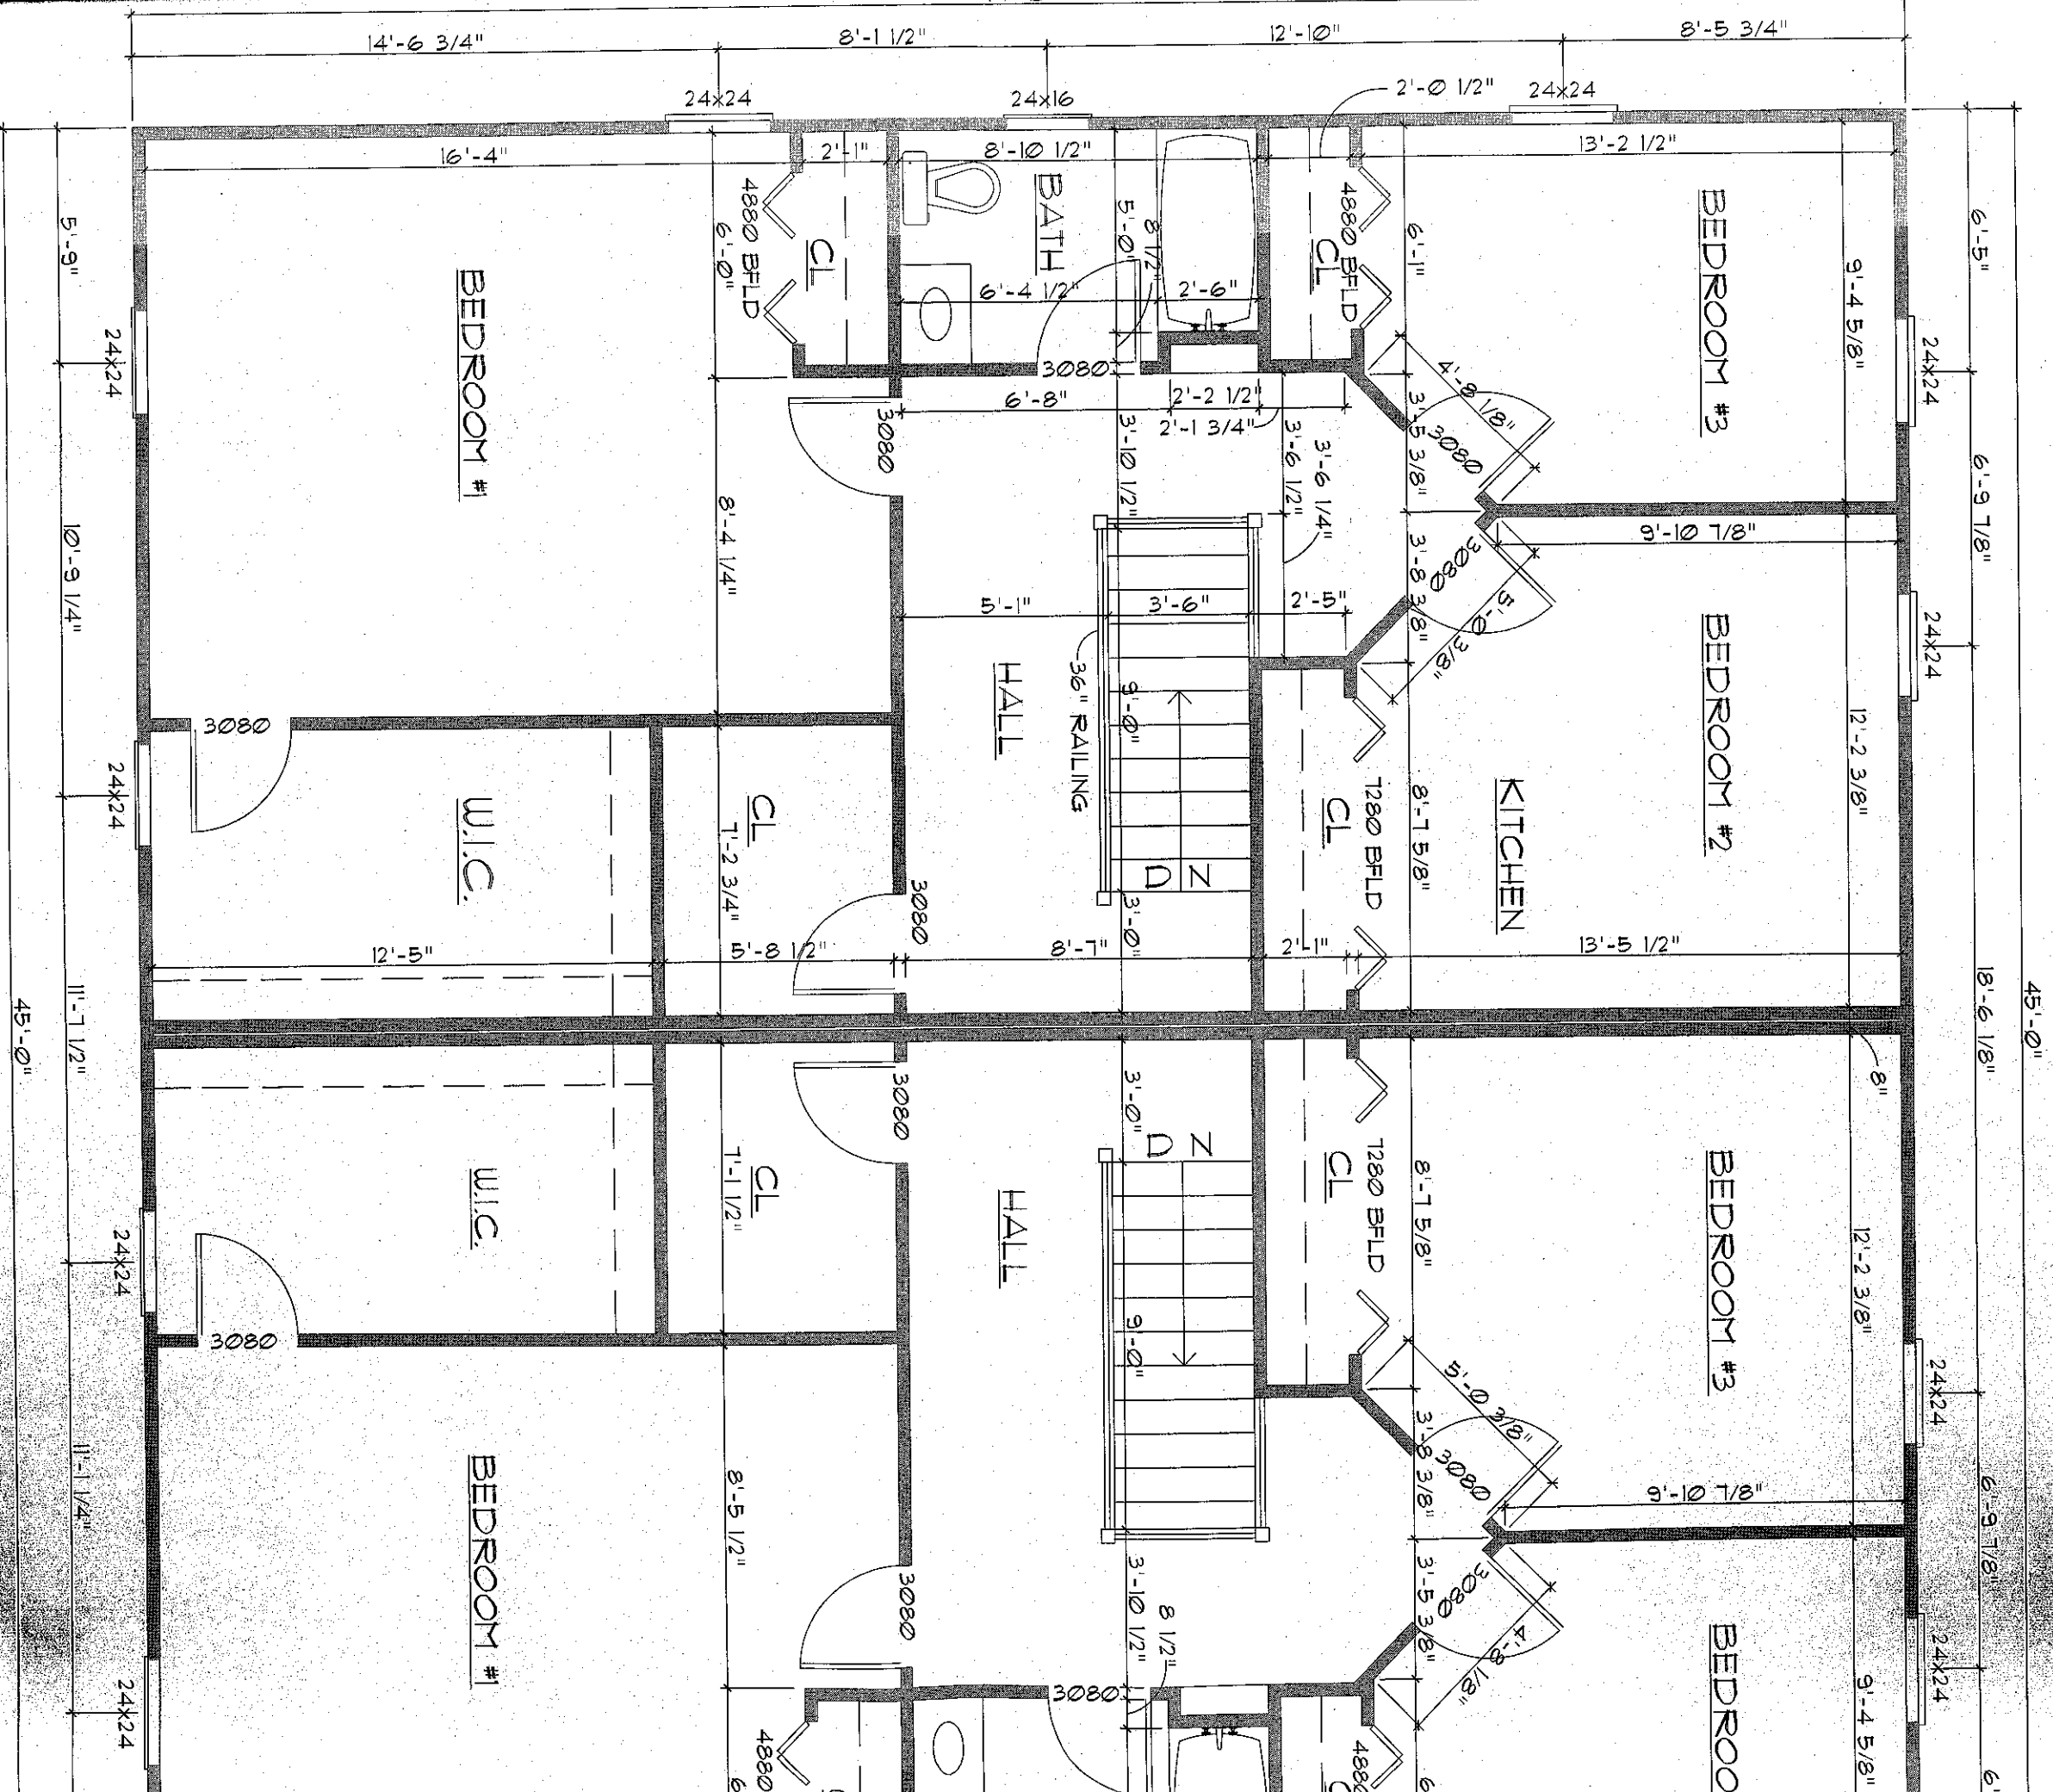 14'-6 3/4"
8'-1 1/2"
12'-10"
8'-5 3/4"
24x24
24x16
2'-0 1/2"
24x24
16'-4"
2'-1"
8'-10 1/2"
13'-2 1/2"
5'-9"
4880 BFLD
6'-0"
CL
BATH
5'-0"
8 1/2"
CL
4880 BFLD
6'-1"
BEDROOM #3
9'-4 5/8"
6'-5"
BEDROOM #1
6'-4 1/2"
2'-6"
24x24
24x24
3080
6'-8"
2'-2 1/2"
2'-1 3/4"
3080
3'-10 1/2"
3'-6 1/2"
3'-6 1/4"
3'-5 3/8"
4'-8 1/8"
3080
6'-9 7/8"
10'-9 1/4"
8'-4 1/4"
9'-10 7/8"
3'-8 3/8"
3080
5'-0 3/8"
5'-1"
3'-6"
2'-5"
BEDROOM #2
24x24
HALL
36" RAILING
9'-0"
3080
24x24
W.I.C.
CL
7'-2 3/4"
CL
7280 BFLD
8'-7 5/8"
KITCHEN
12'-2 3/8"
DN
3080
3'-0"
12'-5"
5'-8 1/2"
8'-7"
2'-1"
13'-5 1/2"
45'-0"
11'-7 1/2"
18'-6 1/8"
45'-0"
8"
3080
3'-0"
DN
W.I.C.
CL
7'-1 1/2"
HALL
CL
7280 BFLD
8'-7 5/8"
BEDROOM #3
12'-2 3/8"
24x24
3080
9'-0"
24x24
5'-0 3/8"
3'-8 3/8"
3080
11'-1 1/4"
BEDROOM #1
8'-5 1/2"
9'-10 7/8"
6'-9 7/8"
3080
3'-10 1/2"
8 1/2"
3'-5 3/8"
3080
4'-8 1/8"
BEDROO
24x24
24x24
3080
9'-4 5/8"
4880
4880
6
6
6'